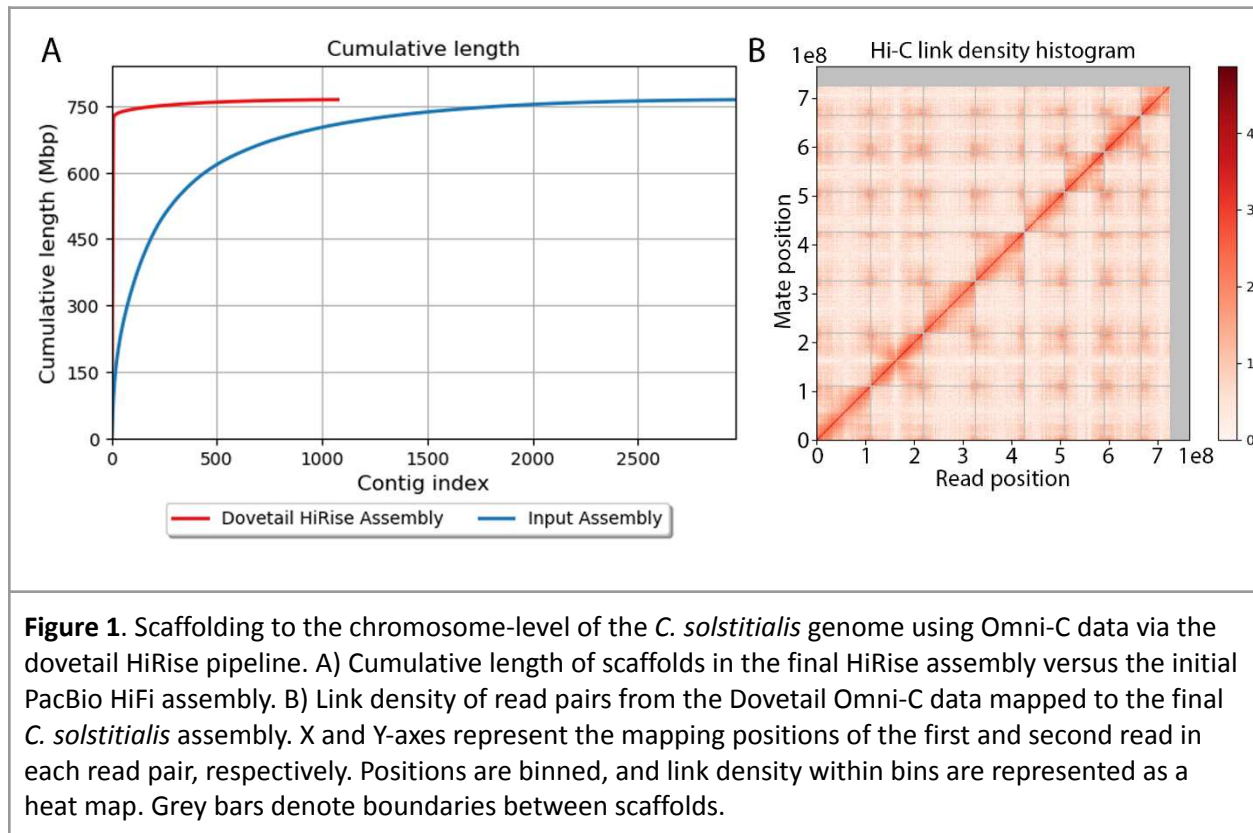 A
Cumulative length
Cumulative length (Mbp)
750
600
450
300
150
0
0 500 1000 1500 2000 2500
Contig index
Dovetail HiRise Assembly Input Assembly
B
Hi-C link density histogram
1e8
Mate position
7
6
5
4
3
2
1
0
0 1 2 3 4 5 6 7 1e8
Read position
4
3
2
1
0
Figure 1. Scaffolding to the chromosome-level of the C. solstitialis genome using Omni-C data via the
dovetail HiRise pipeline. A) Cumulative length of scaffolds in the final HiRise assembly versus the initial
PacBio HiFi assembly. B) Link density of read pairs from the Dovetail Omni-C data mapped to the final
C. solstitialis assembly. X and Y-axes represent the mapping positions of the first and second read in
each read pair, respectively. Positions are binned, and link density within bins are represented as a
heat map. Grey bars denote boundaries between scaffolds.